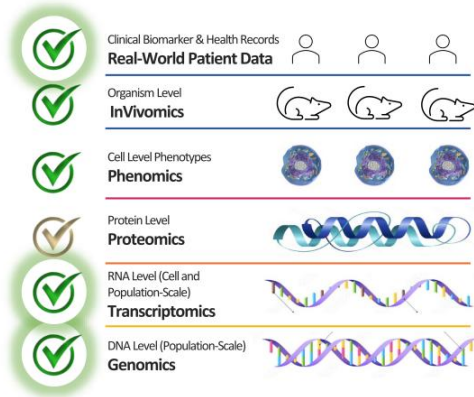 Clinical Biomarker & Health Records
Real-World Patient Data
Organism Level
InVivomics
Cell Level Phenotypes
Phenomics
Protein Level
Proteomics
RNA Level (Cell and
Population-Scale)
Transcriptomics
DNA Level (Population-Scale)
Genomics